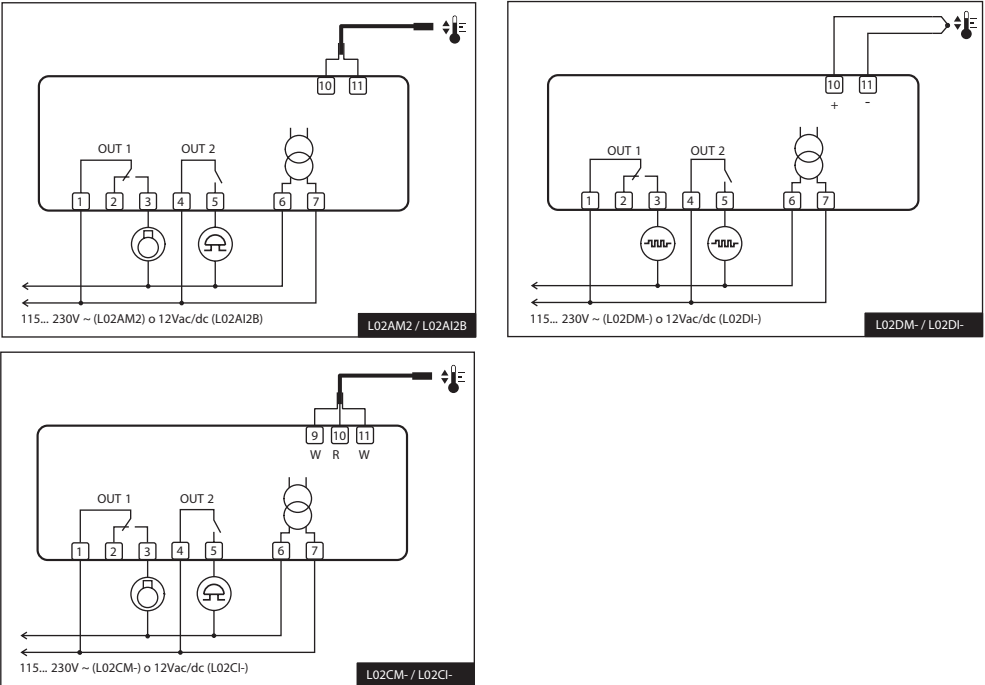 10 11
OUT 1 OUT 2
1 2 3 4 5 6 7
115... 230V ~ (L02AM2) o 12Vac/dc (L02AI2B)
L02AM2 / L02AI2B
10 11
+ -
OUT 1 OUT 2
1 2 3 4 5 6 7
115... 230V ~ (L02DM-) o 12Vac/dc (L02DI-)
L02DM- / L02DI-
9 10 11
W R W
OUT 1 OUT 2
1 2 3 4 5 6 7
115... 230V ~ (L02CM-) o 12Vac/dc (L02CI-)
L02CM- / L02CI-